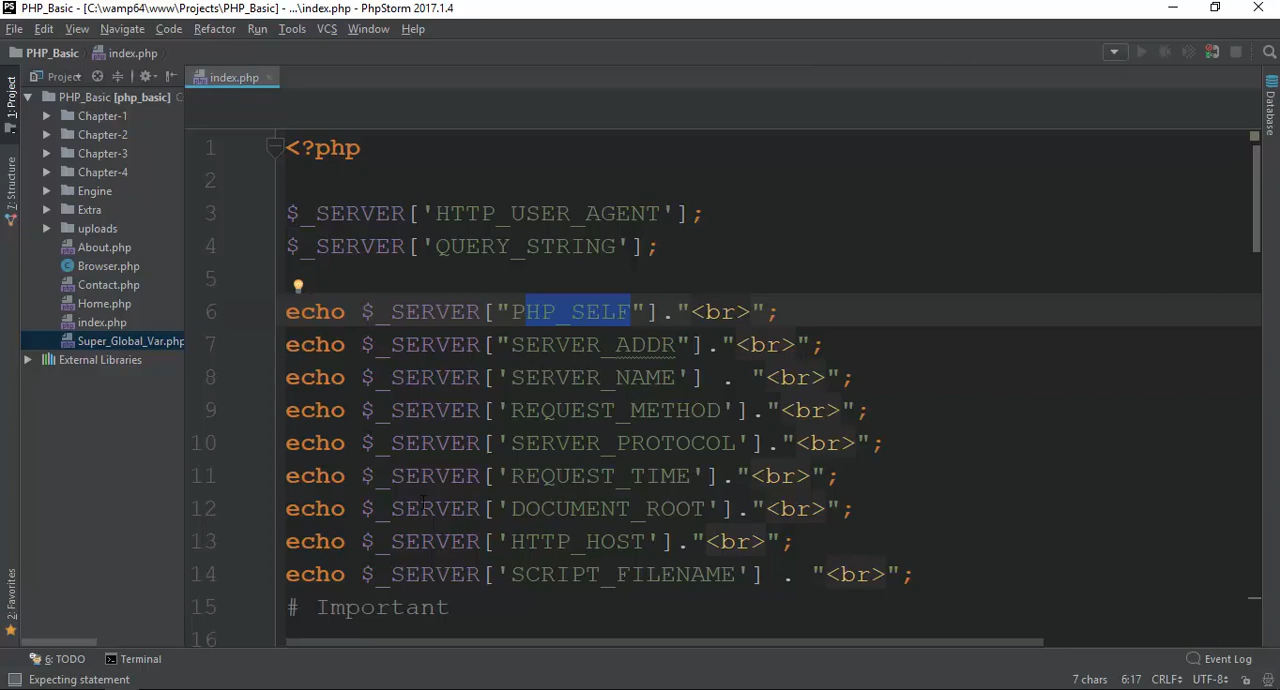 PS PHP_Basic - [C:\wamp64\www\Projects\PHP_Basic] - ...\index.php - PhpStorm 2017.1.4
File Edit View Navigate Code Refactor Run Tools VCS Window Help
PHP_Basic index.php
Project
index.php
1: Project
7: Structure
2: Favorites
Database
PHP_Basic [php_basic] C
Chapter-1
Chapter-2
Chapter-3
Chapter-4
Engine
Extra
uploads
About.php
Browser.php
Contact.php
Home.php
index.php
Super_Global_Var.php
External Libraries
1 <?php
2
3 $_SERVER['HTTP_USER_AGENT'];
4 $_SERVER['QUERY_STRING'];
5
6 echo $_SERVER["PHP_SELF"]."<br>";
7 echo $_SERVER["SERVER_ADDR"]."<br>";
8 echo $_SERVER['SERVER_NAME'] . "<br>";
9 echo $_SERVER['REQUEST_METHOD']."<br>";
10 echo $_SERVER['SERVER_PROTOCOL']."<br>";
11 echo $_SERVER['REQUEST_TIME']."<br>";
12 echo $_SERVER['DOCUMENT_ROOT']."<br>";
13 echo $_SERVER['HTTP_HOST']."<br>";
14 echo $_SERVER['SCRIPT_FILENAME'] . "<br>";
15 # Important
16
6: TODO Terminal Event Log
Expecting statement 7 chars 6:17 CRLF UTF-8